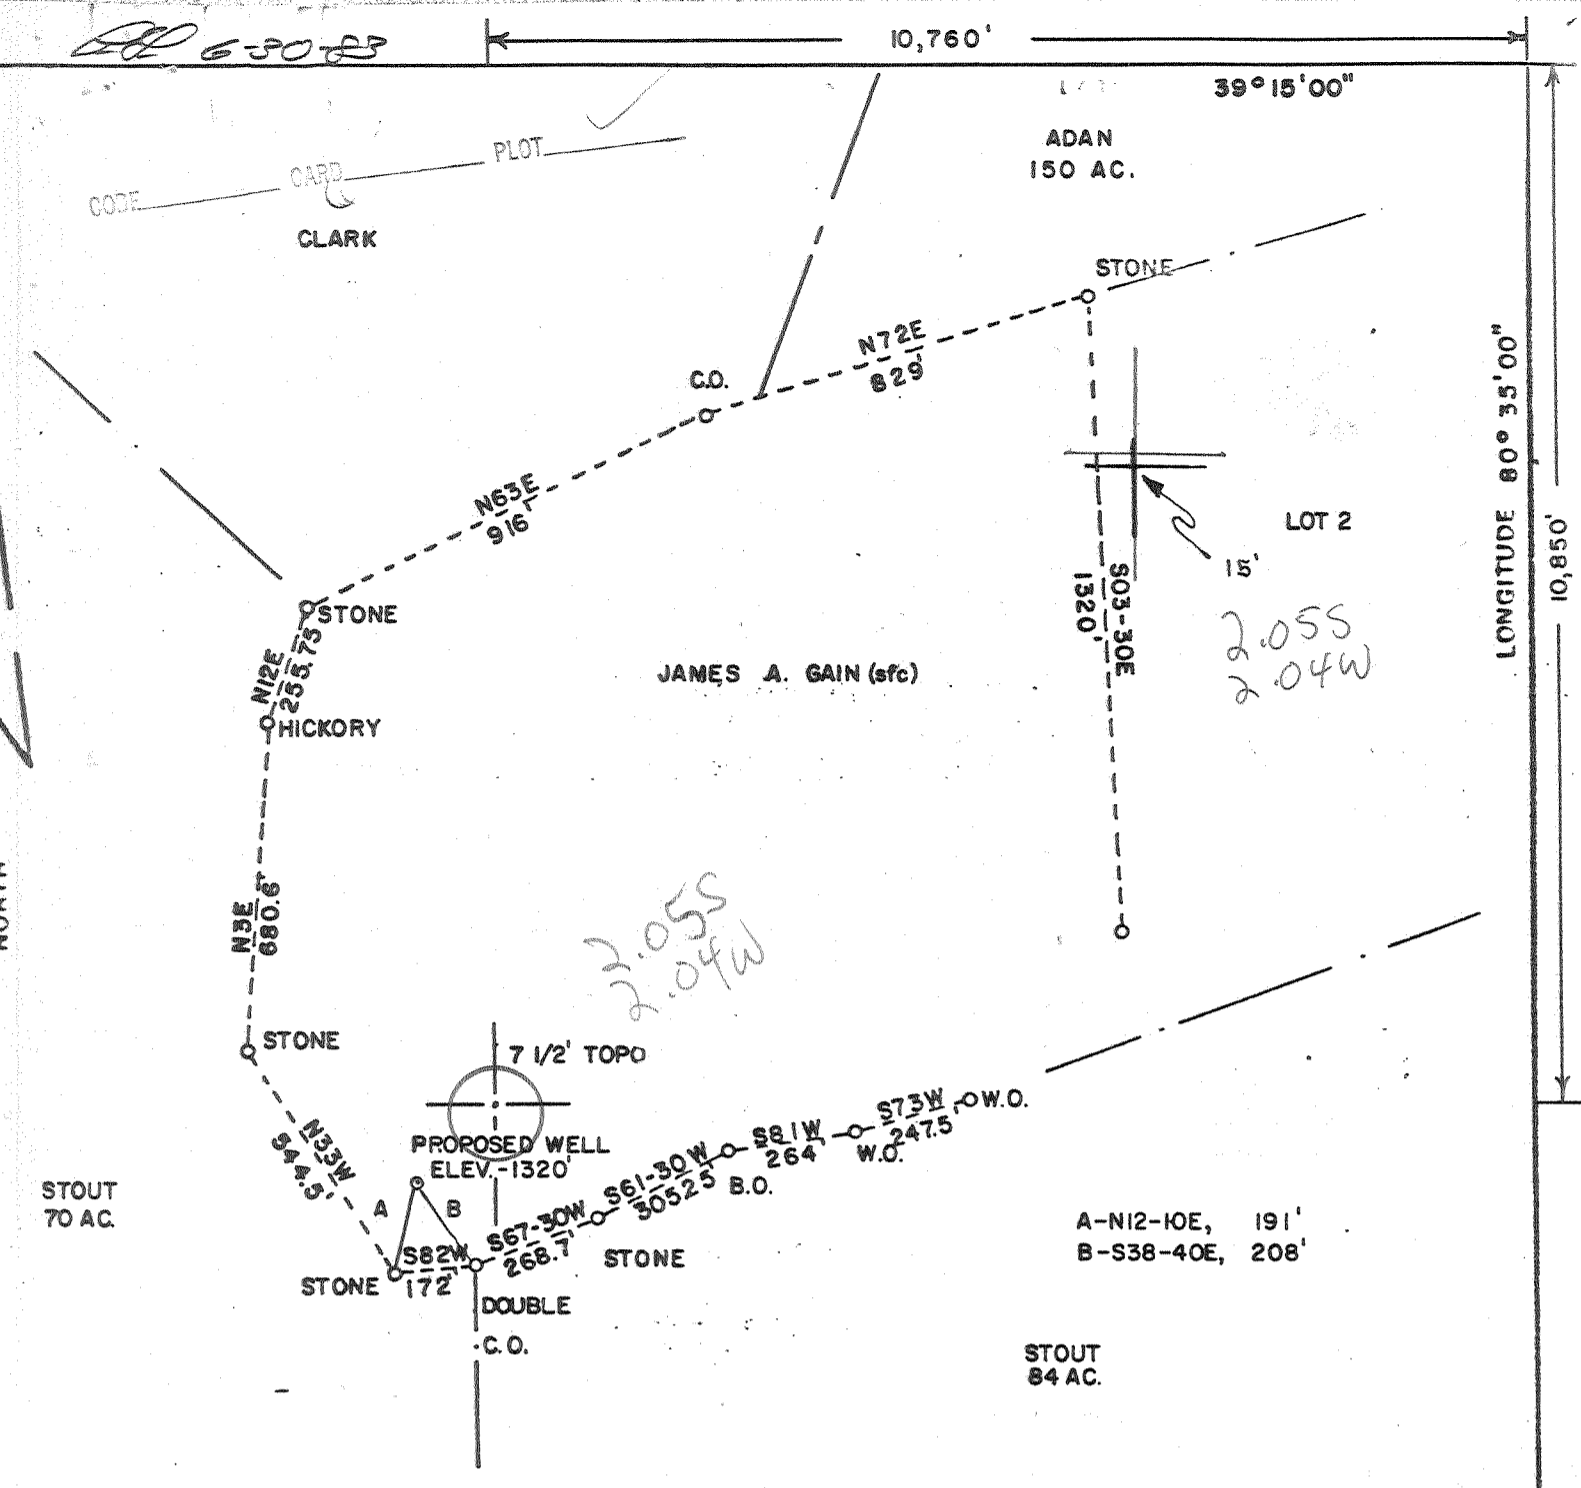 6-30-83
10,760'
39°15'00"
ADAN
150 AC.
CODE CARD PLOT
CLARK
STONE
N72E
829'
C.O.
LONGITUDE 80° 35'00"
10,850'
N63E
916'
LOT 2
15'
S03-30E
1320'
2.05S
2.04W
STONE
N12E
255.75
JAMES A. GAIN (sfc)
HICKORY
N3E
680.6'
NORTH
2.05S
2.04W
STONE
7 1/2' TOPO
N33W
544.5'
PROPOSED WELL
ELEV.-1320'
A
B
STOUT
70 AC.
S82W
172'
STONE
S67-30W
268.7'
STONE
S61-30W
305.25'
B.O.
S81W
264'
W.O.
S73W
247.5'
W.O.
DOUBLE
C.O.
A-N12-10E, 191'
B-S38-40E, 208'
STOUT
84 AC.